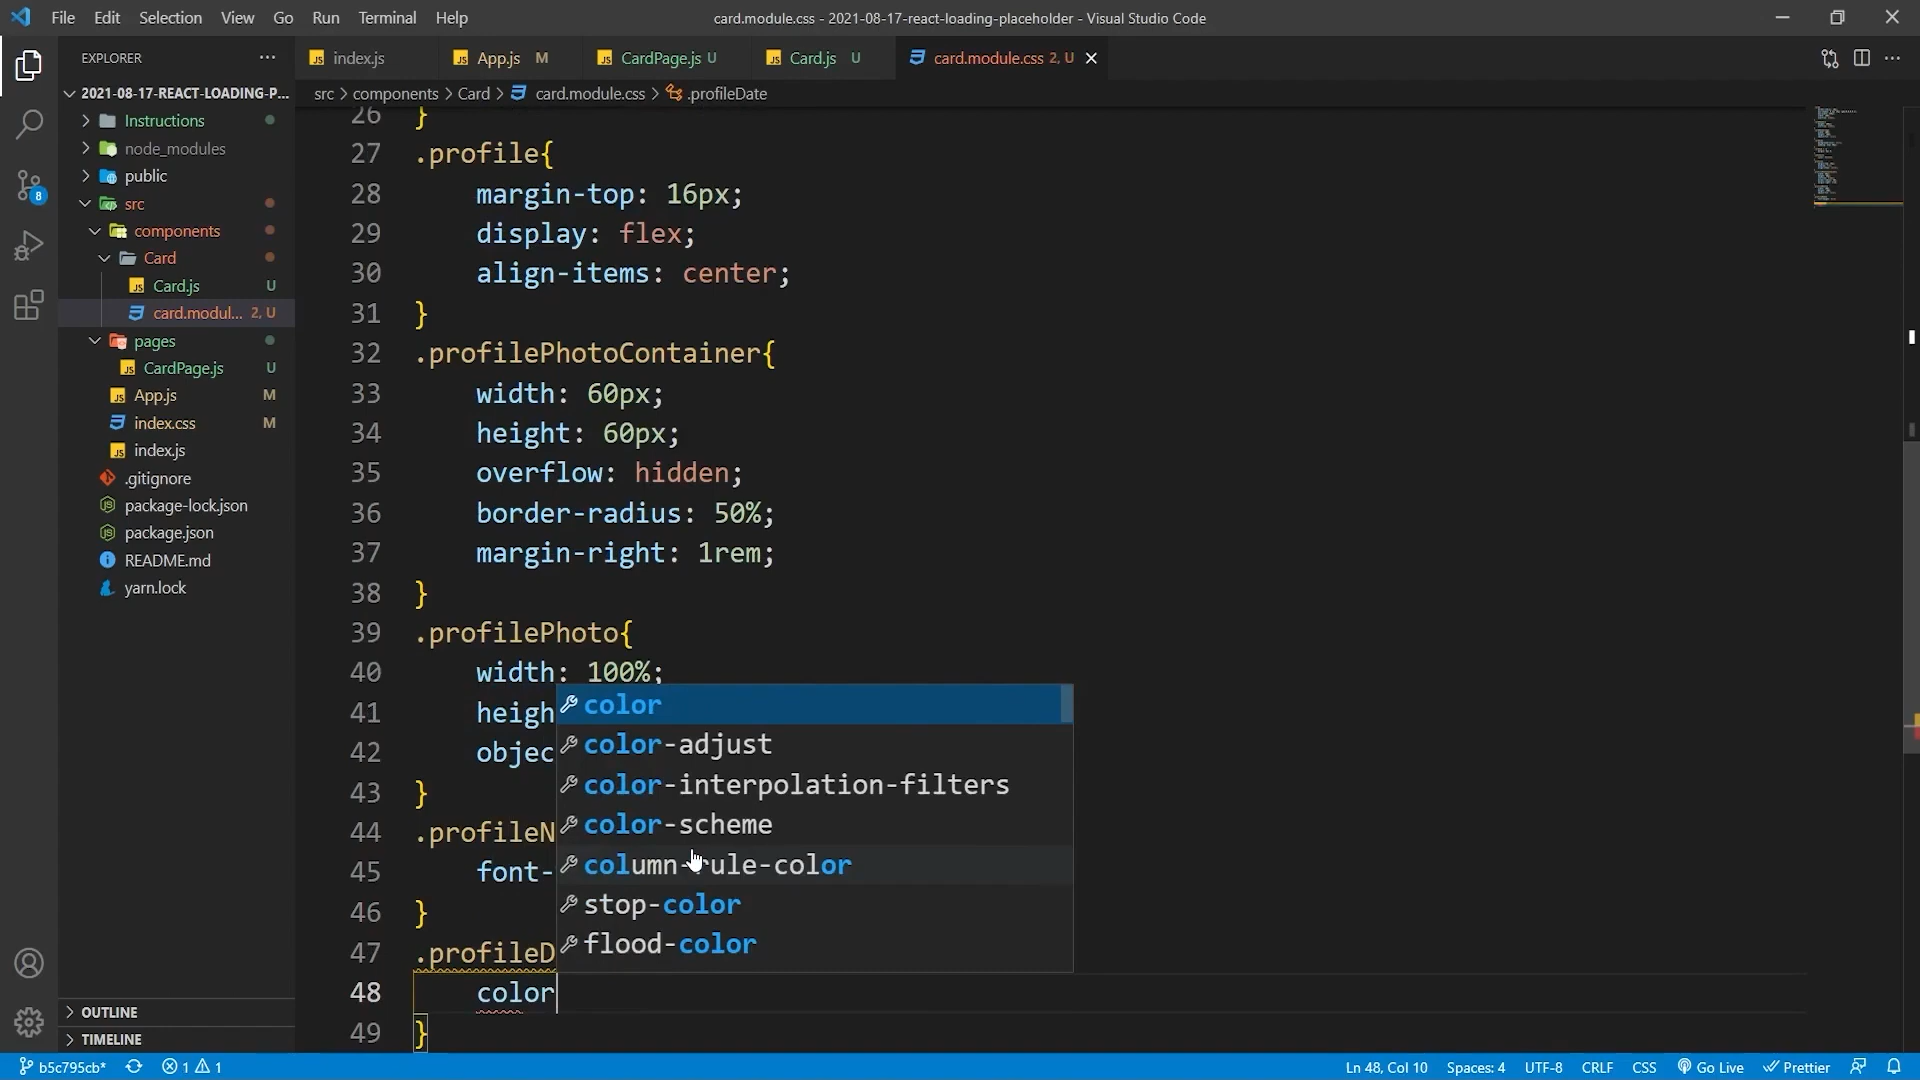 File Edit Selection View Go Run Terminal Help
card.module.css - 2021-08-17-react-loading-placeholder - Visual Studio Code
EXPLORER
index.js
App.js M
CardPage.js U
Card.js U
card.module.css 2, U
2021-08-17-REACT-LOADING-P...
src > components > Card > card.module.css > .profileDate
Instructions
node_modules
public
src
components
Card
Card.js U
card.modul... 2, U
pages
CardPage.js U
App.js M
index.css M
index.js
.gitignore
package-lock.json
package.json
README.md
yarn.lock
OUTLINE
TIMELINE
8
26 }
27 .profile{
28 margin-top: 16px;
29 display: flex;
30 align-items: center;
31 }
32 .profilePhotoContainer{
33 width: 60px;
34 height: 60px;
35 overflow: hidden;
36 border-radius: 50%;
37 margin-right: 1rem;
38 }
39 .profilePhoto{
40 width: 100%;
41 heigh
42 objec
43 }
44 .profileN
45 font-
46 }
47 .profileD
48 color
49 }
color
color-adjust
color-interpolation-filters
color-scheme
column-rule-color
stop-color
flood-color
b5c795cb* 1 1
Ln 48, Col 10 Spaces: 4 UTF-8 CRLF CSS Go Live Prettier